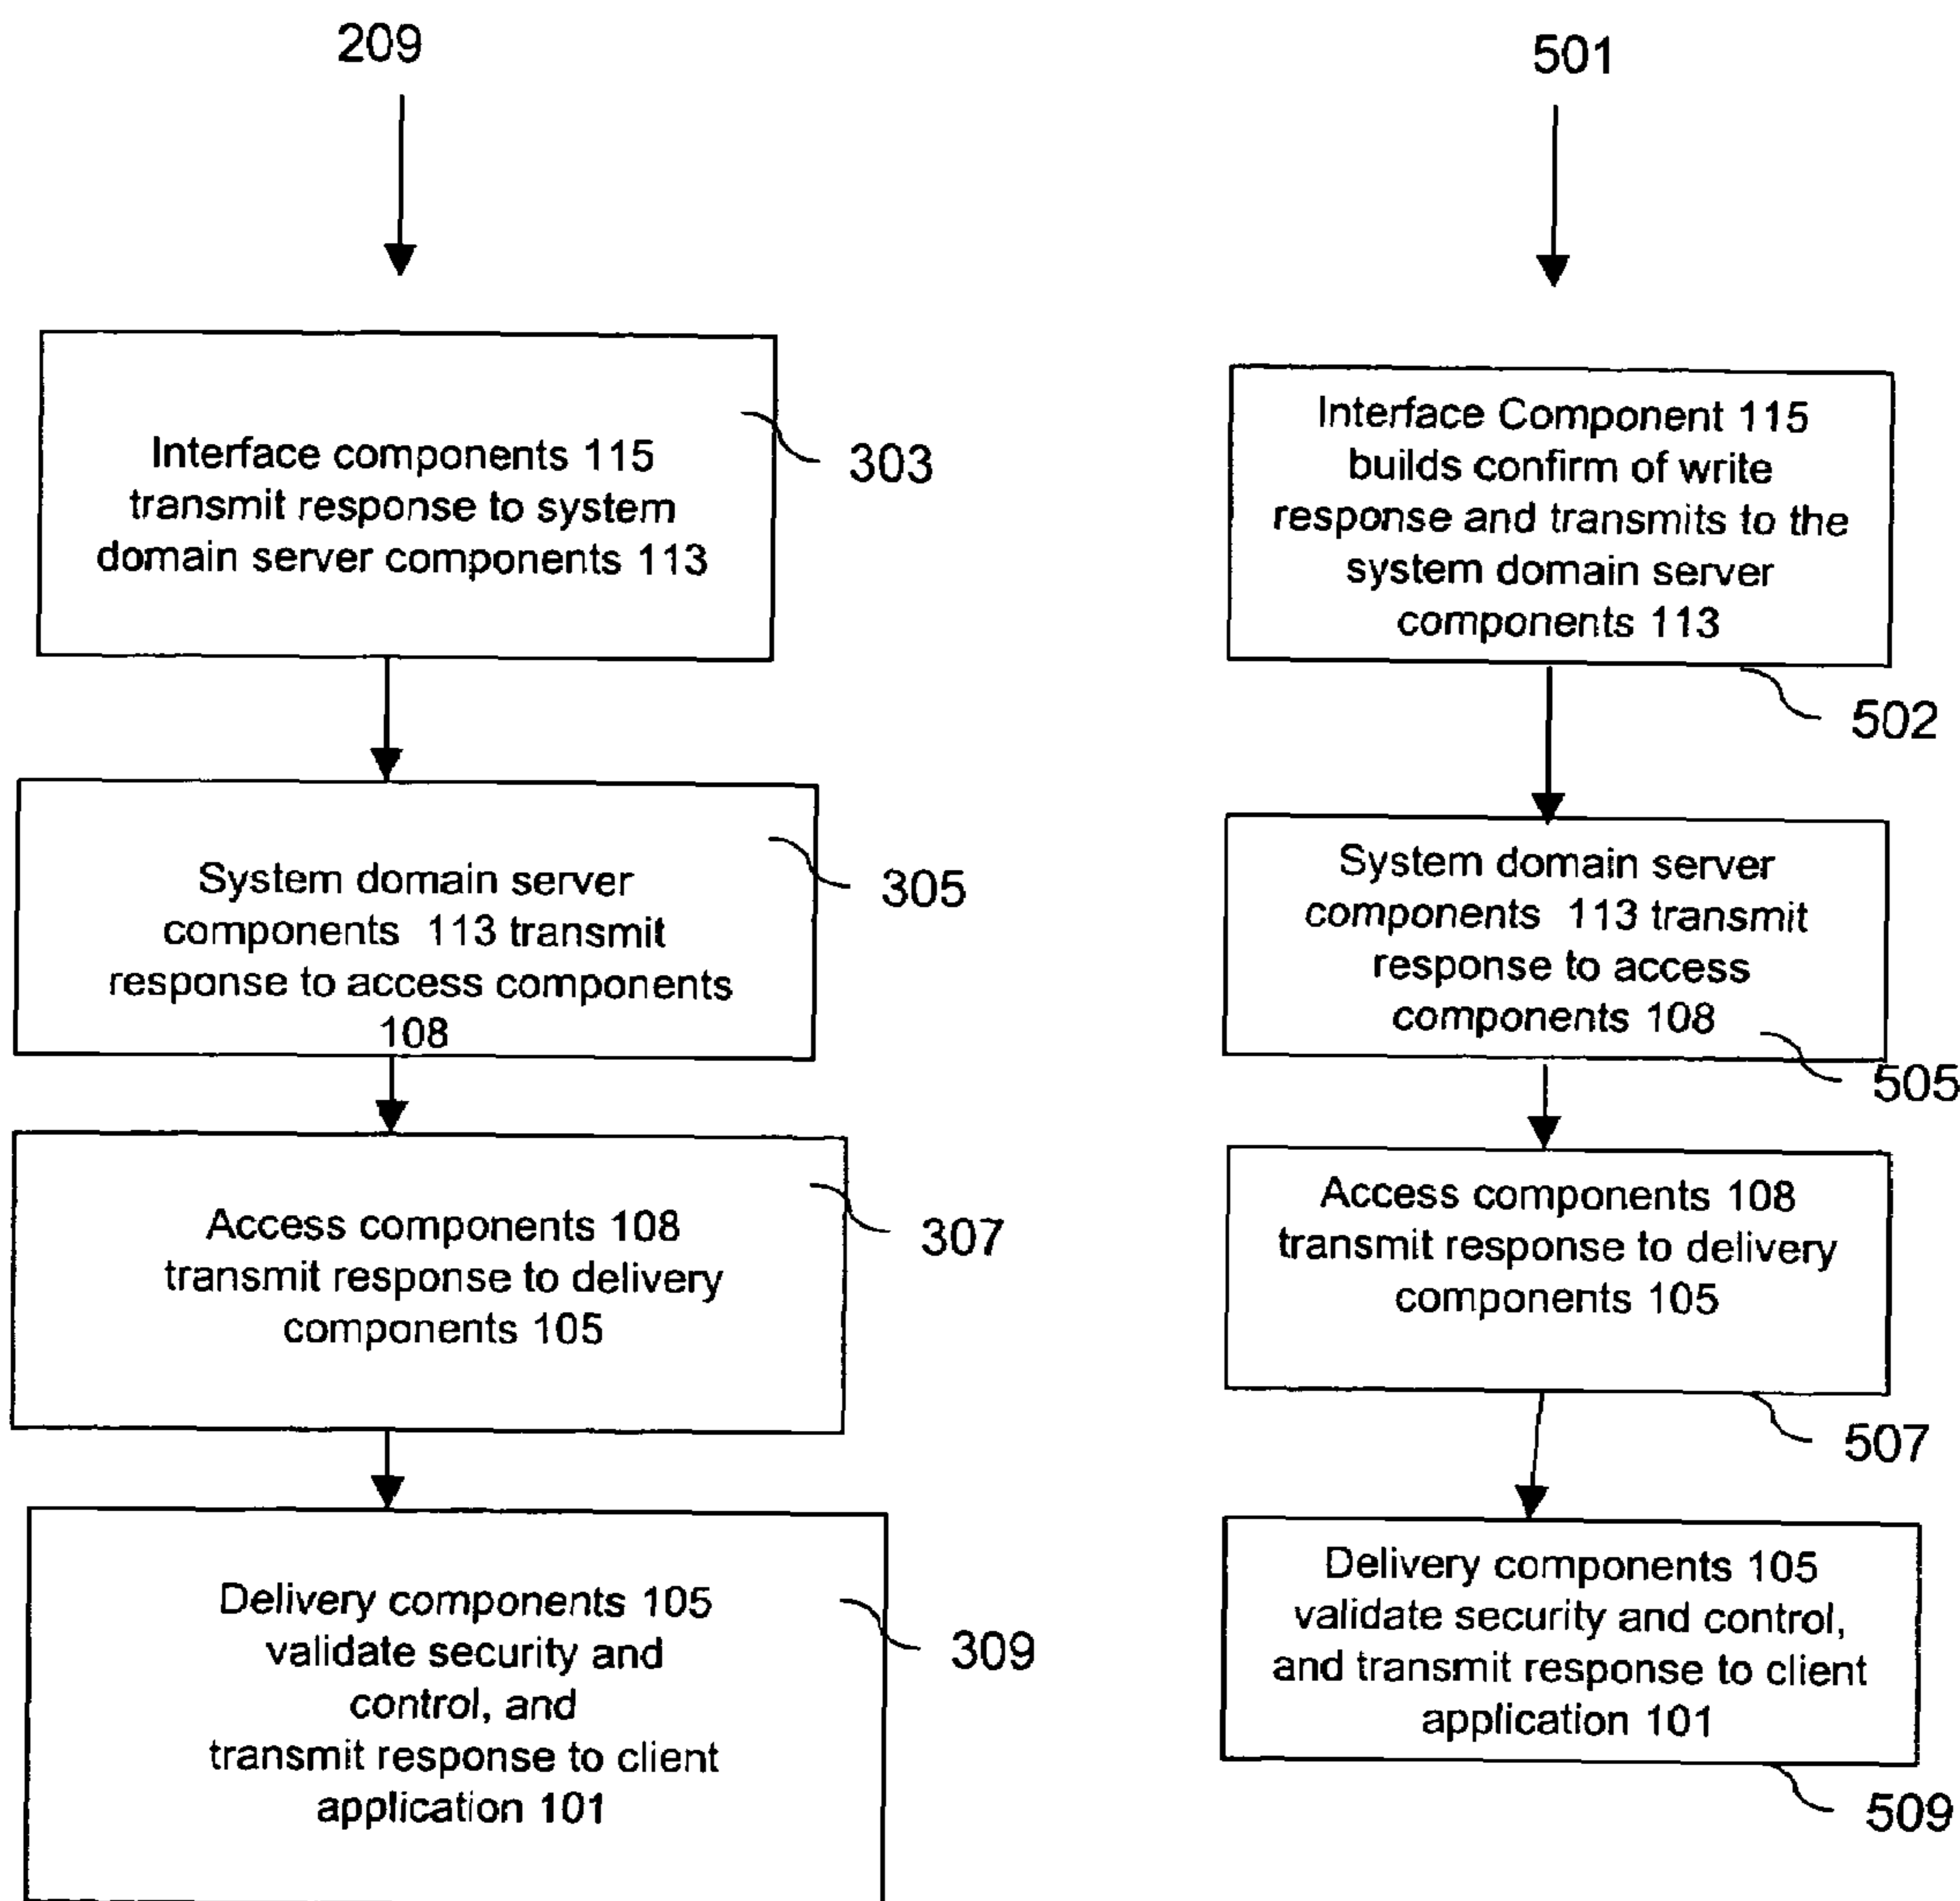 209
Interface components 115
transmit response to system
domain server components 113
303
System domain server
components 113 transmit
response to access components
108
305
Access components 108
transmit response to delivery
components 105
307
Delivery components 105
validate security and
control, and
transmit response to client
application 101
309
501
Interface Component 115
builds confirm of write
response and transmits to the
system domain server
components 113
502
System domain server
components 113 transmit
response to access
components 108
505
Access components 108
transmit response to delivery
components 105
507
Delivery components 105
validate security and control,
and transmit response to client
application 101
509